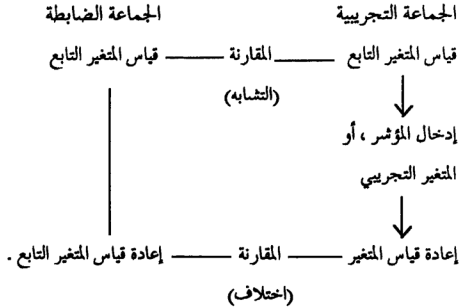 الجماعة التجريبية الجماعة الضابطة
قياس المتغير التابع المقارنة قياس المتغير التابع
(التشابه)
إدخال المؤشر ، أو
المتغير التجريبي
إعادة قياس المتغير المقارنة إعادة قياس المتغير التابع .
(اختلاف)